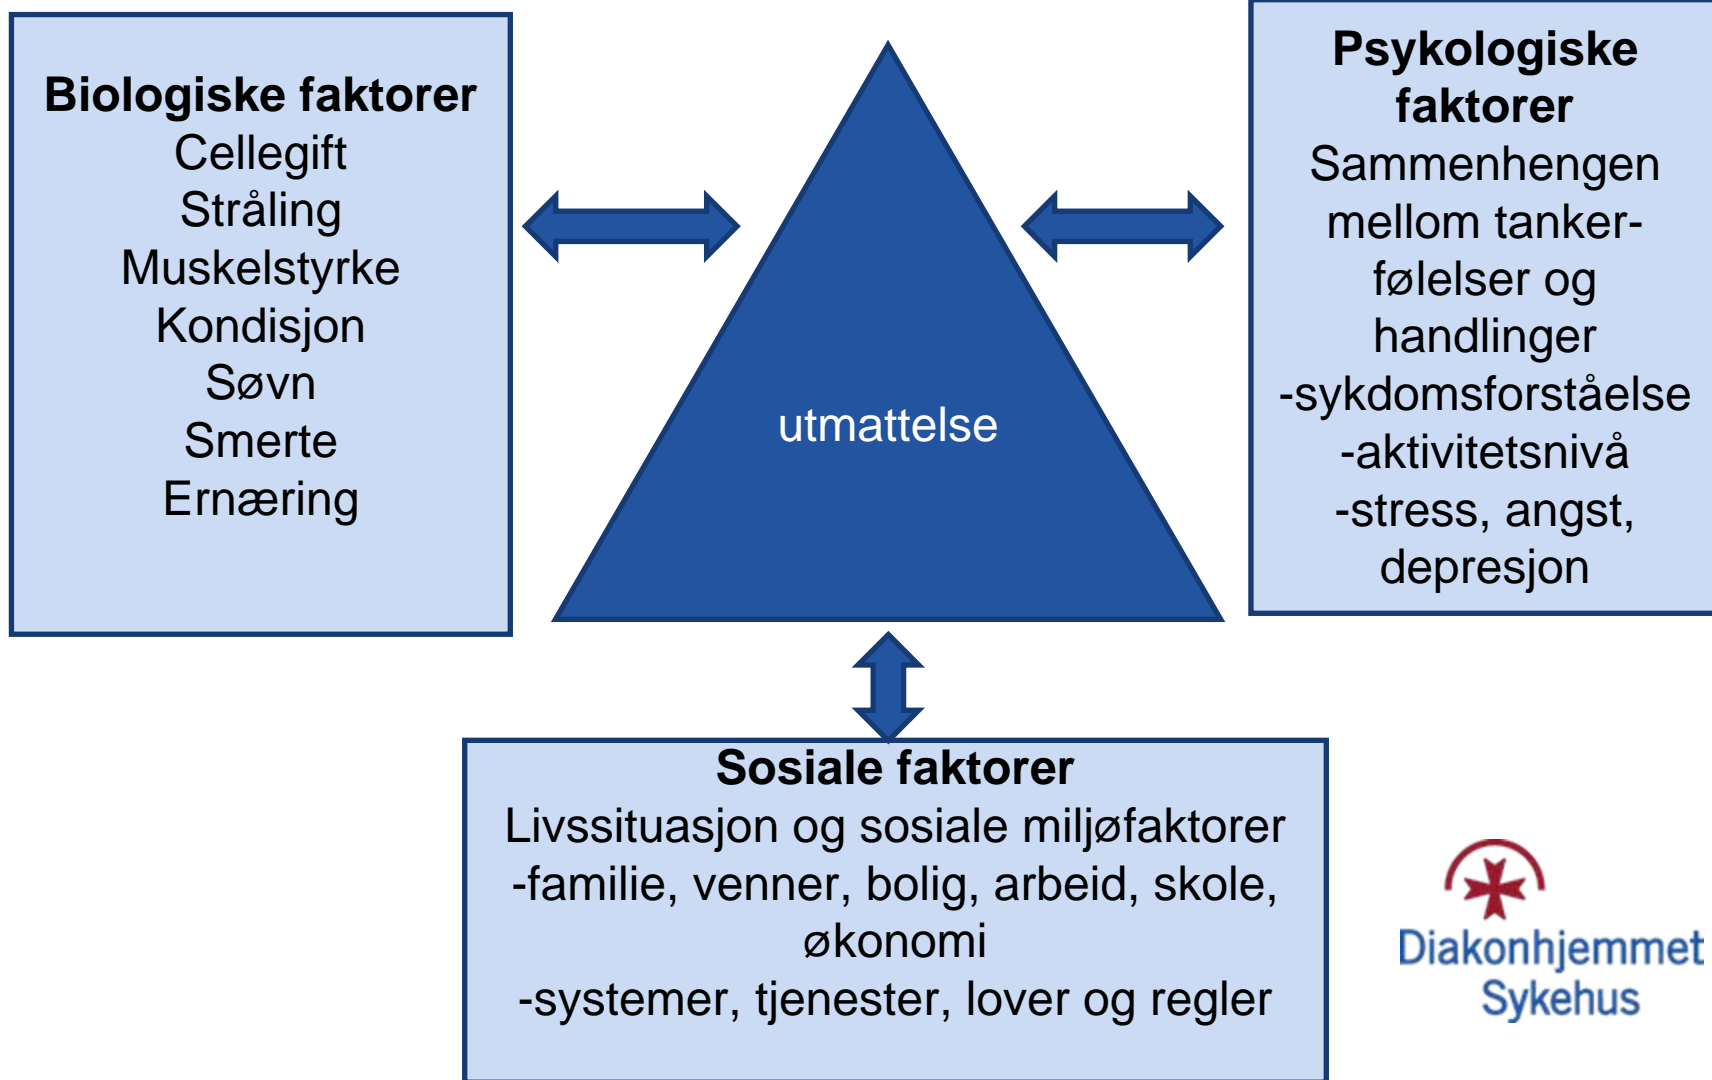 Biologiske faktorer
Cellegift
Stråling
Muskelstyrke
Kondisjon
Søvn
Smerte
Ernæring
utmattelse
Psykologiske
faktorer
Sammenhengen
mellom tanker-
følelser og
handlinger
-sykdomsforståelse
-aktivitetsnivå
-stress, angst,
depresjon
Sosiale faktorer
Livssituasjon og sosiale miljøfaktorer
-familie, venner, bolig, arbeid, skole,
økonomi
-systemer, tjenester, lover og regler
Diakonhjemmet
Sykehus